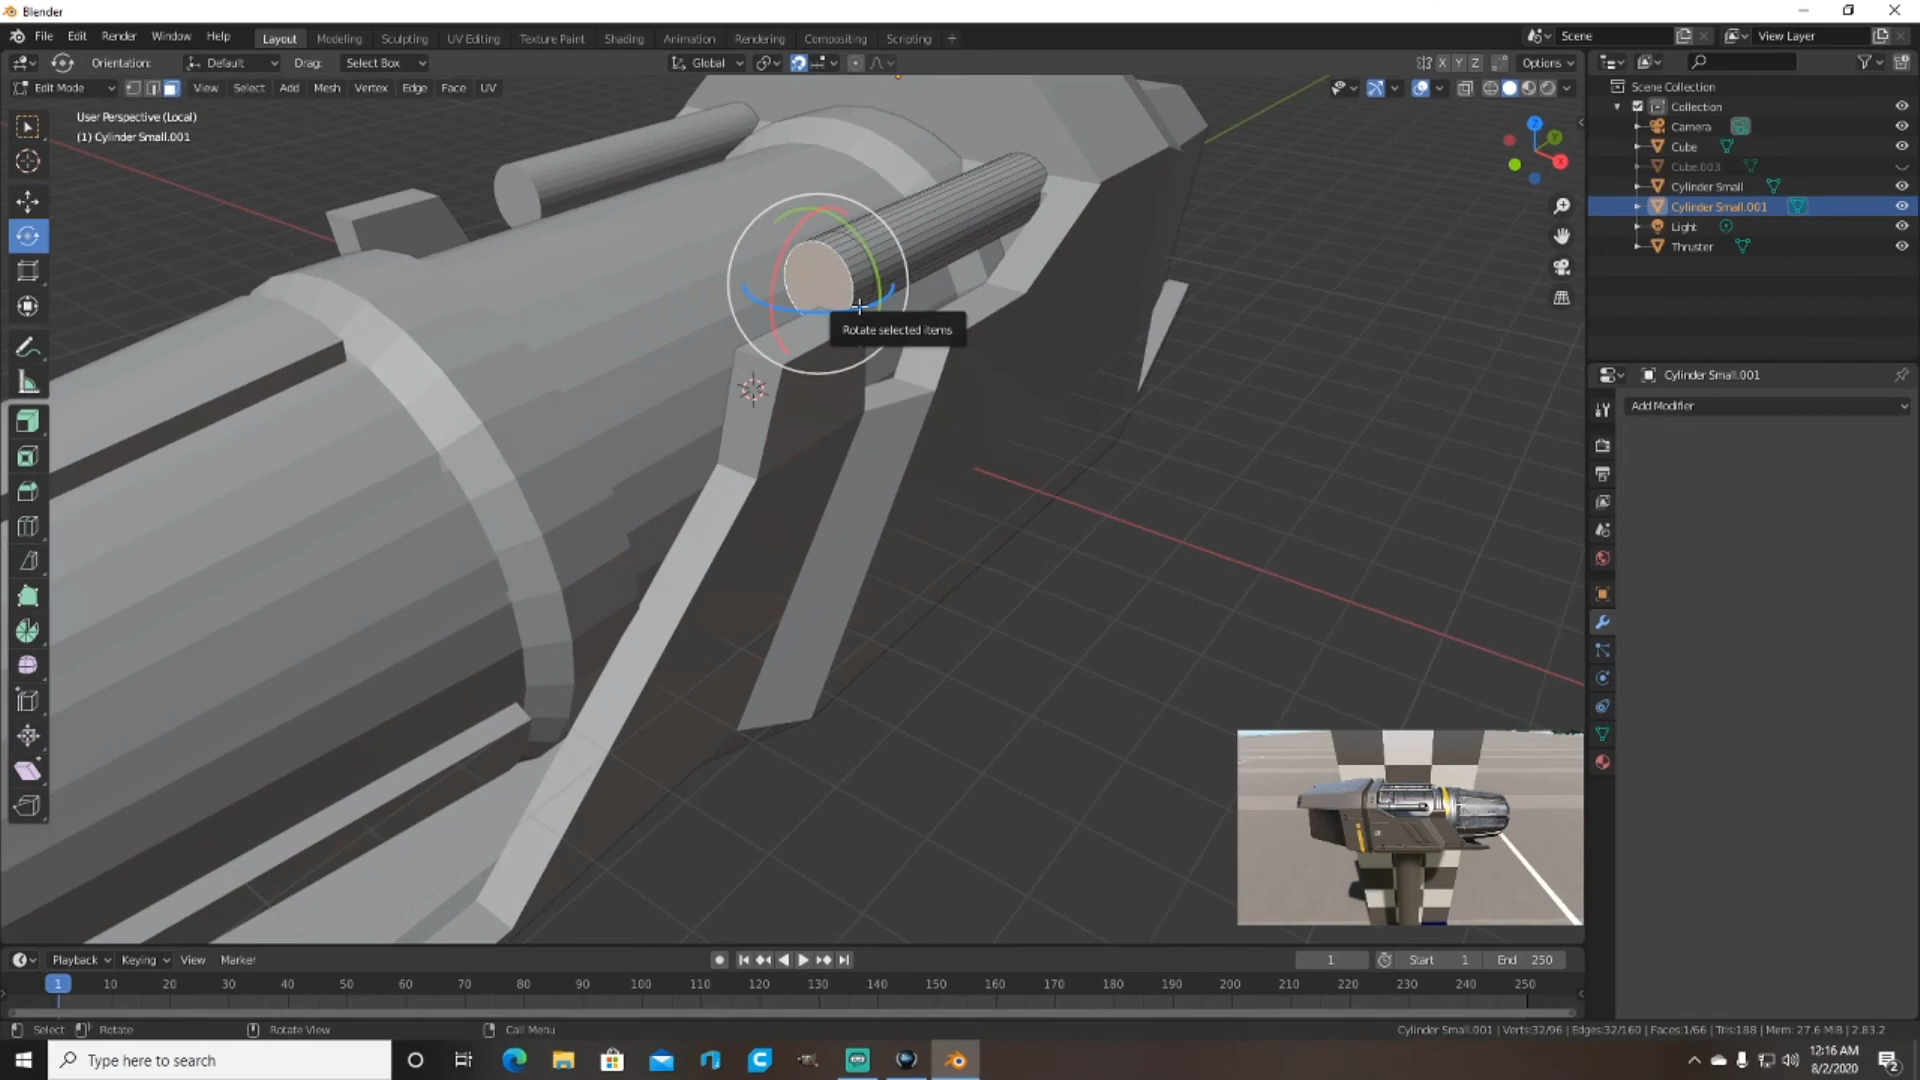 Blender
File Edit Render Window Help
Layout Modeling Sculpting UV Editing Texture Paint Shading Animation Rendering Compositing Scripting +
Scene
View Layer
Orientation: Default Drag: Select Box
Global
X Y Z Options
Edit Mode View Select Add Mesh Vertex Edge Face UV
User Perspective (Local)
(1) Cylinder Small.001
Z
Y
X
Rotate selected items
Scene Collection
Collection
Camera
Cube
Cube.003
Cylinder Small
Cylinder Small.001
Light
Thruster
Cylinder Small.001
Add Modifier
Playback Keying View Marker
1 Start 1 End 250
1 10 20 30 40 50 60 70 80 90 100 110 120 130 140 150 160 170 180 190 200 210 220 230 240 250
Select Rotate Rotate View Call Menu
Cylinder Small.001 | Verts:32/96 | Edges:32/160 | Faces:1/66 | Tris:188 | Mem: 27.6 MiB | 2.83.2
Type here to search
12:16 AM
8/2/2020
2